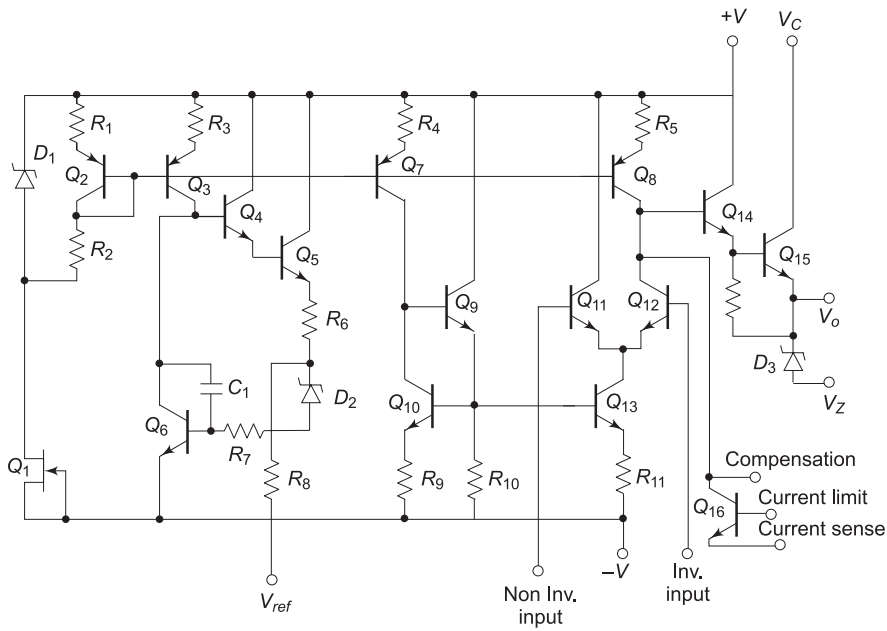 +V
V_C
R_1
R_3
R_4
R_5
D_1
Q_2
Q_3
Q_7
Q_8
Q_4
Q_14
R_2
Q_5
Q_15
Q_9
Q_11
Q_12
R_6
V_o
D_3
C_1
D_2
V_Z
Q_6
Q_10
Q_13
R_7
Q_1
R_8
R_9
R_10
R_11
Compensation
Q_16
Current limit
Current sense
V_ref
–V
Non Inv.
input
Inv.
input